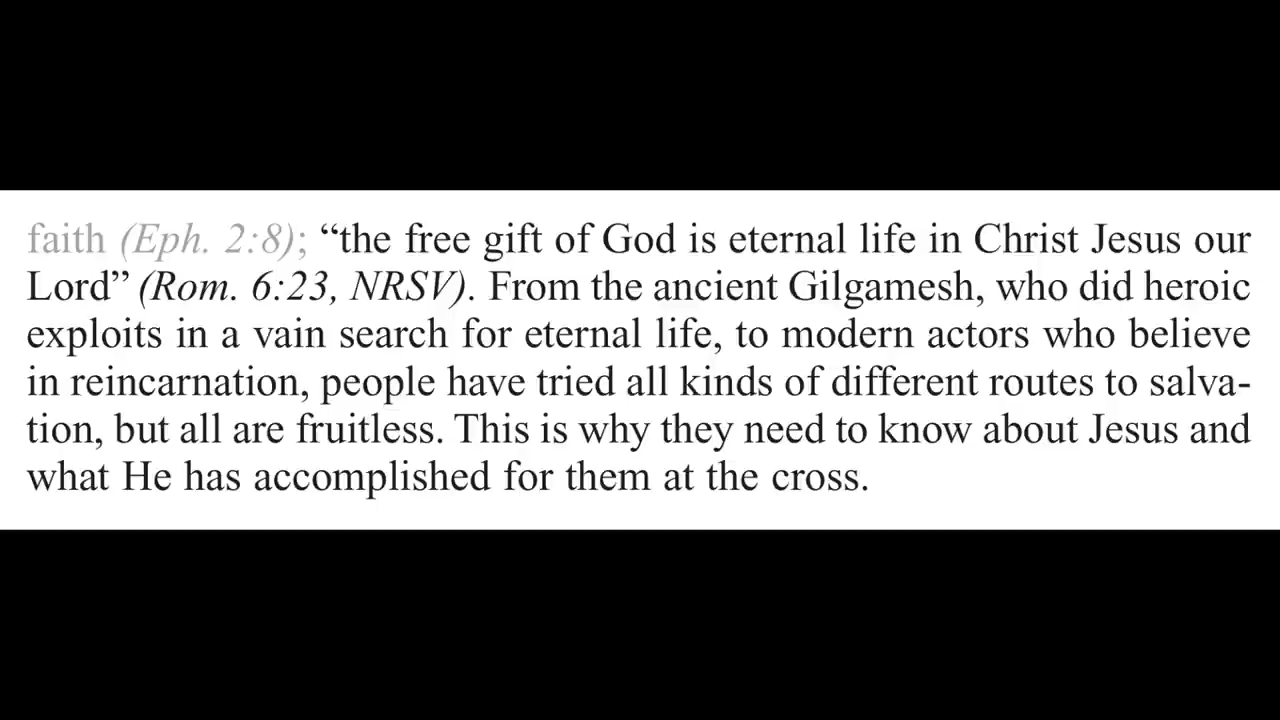 faith (Eph. 2:8); “the free gift of God is eternal life in Christ Jesus our
Lord” (Rom. 6:23, NRSV). From the ancient Gilgamesh, who did heroic
exploits in a vain search for eternal life, to modern actors who believe
in reincarnation, people have tried all kinds of different routes to salva-
tion, but all are fruitless. This is why they need to know about Jesus and
what He has accomplished for them at the cross.